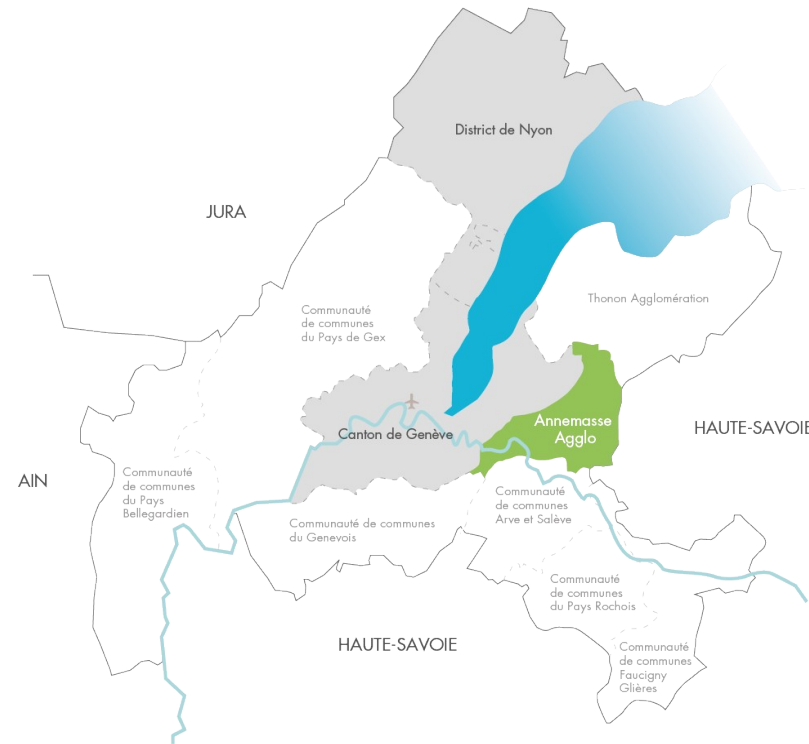 District de Nyon
JURA
Thonon Agglomération
Communauté
de communes
du Pays de Gex
Annemasse
Agglo
HAUTE-SAVOIE
Canton de Genève
AIN
Communauté
de communes
du Pays
Bellegardien
Communauté
de communes
Arve et Salève
Communauté de communes
du Genevois
Communauté
de communes
du Pays Rochois
HAUTE-SAVOIE
Communauté
de communes
Faucigny
Glières